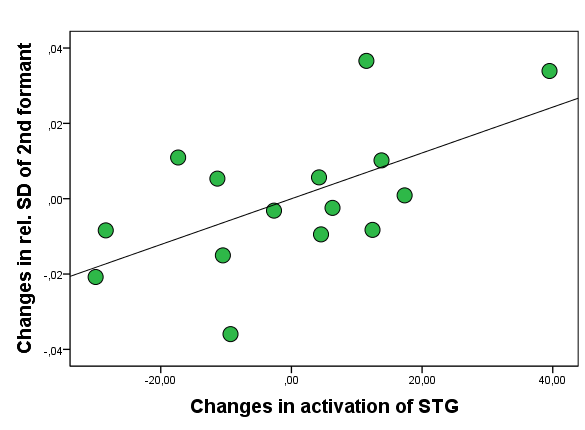 Changes in rel. SD of 2nd formant
,04
,02
,00
-,02
-,04
-20,00 ,00 20,00 40,00
Changes in activation of STG